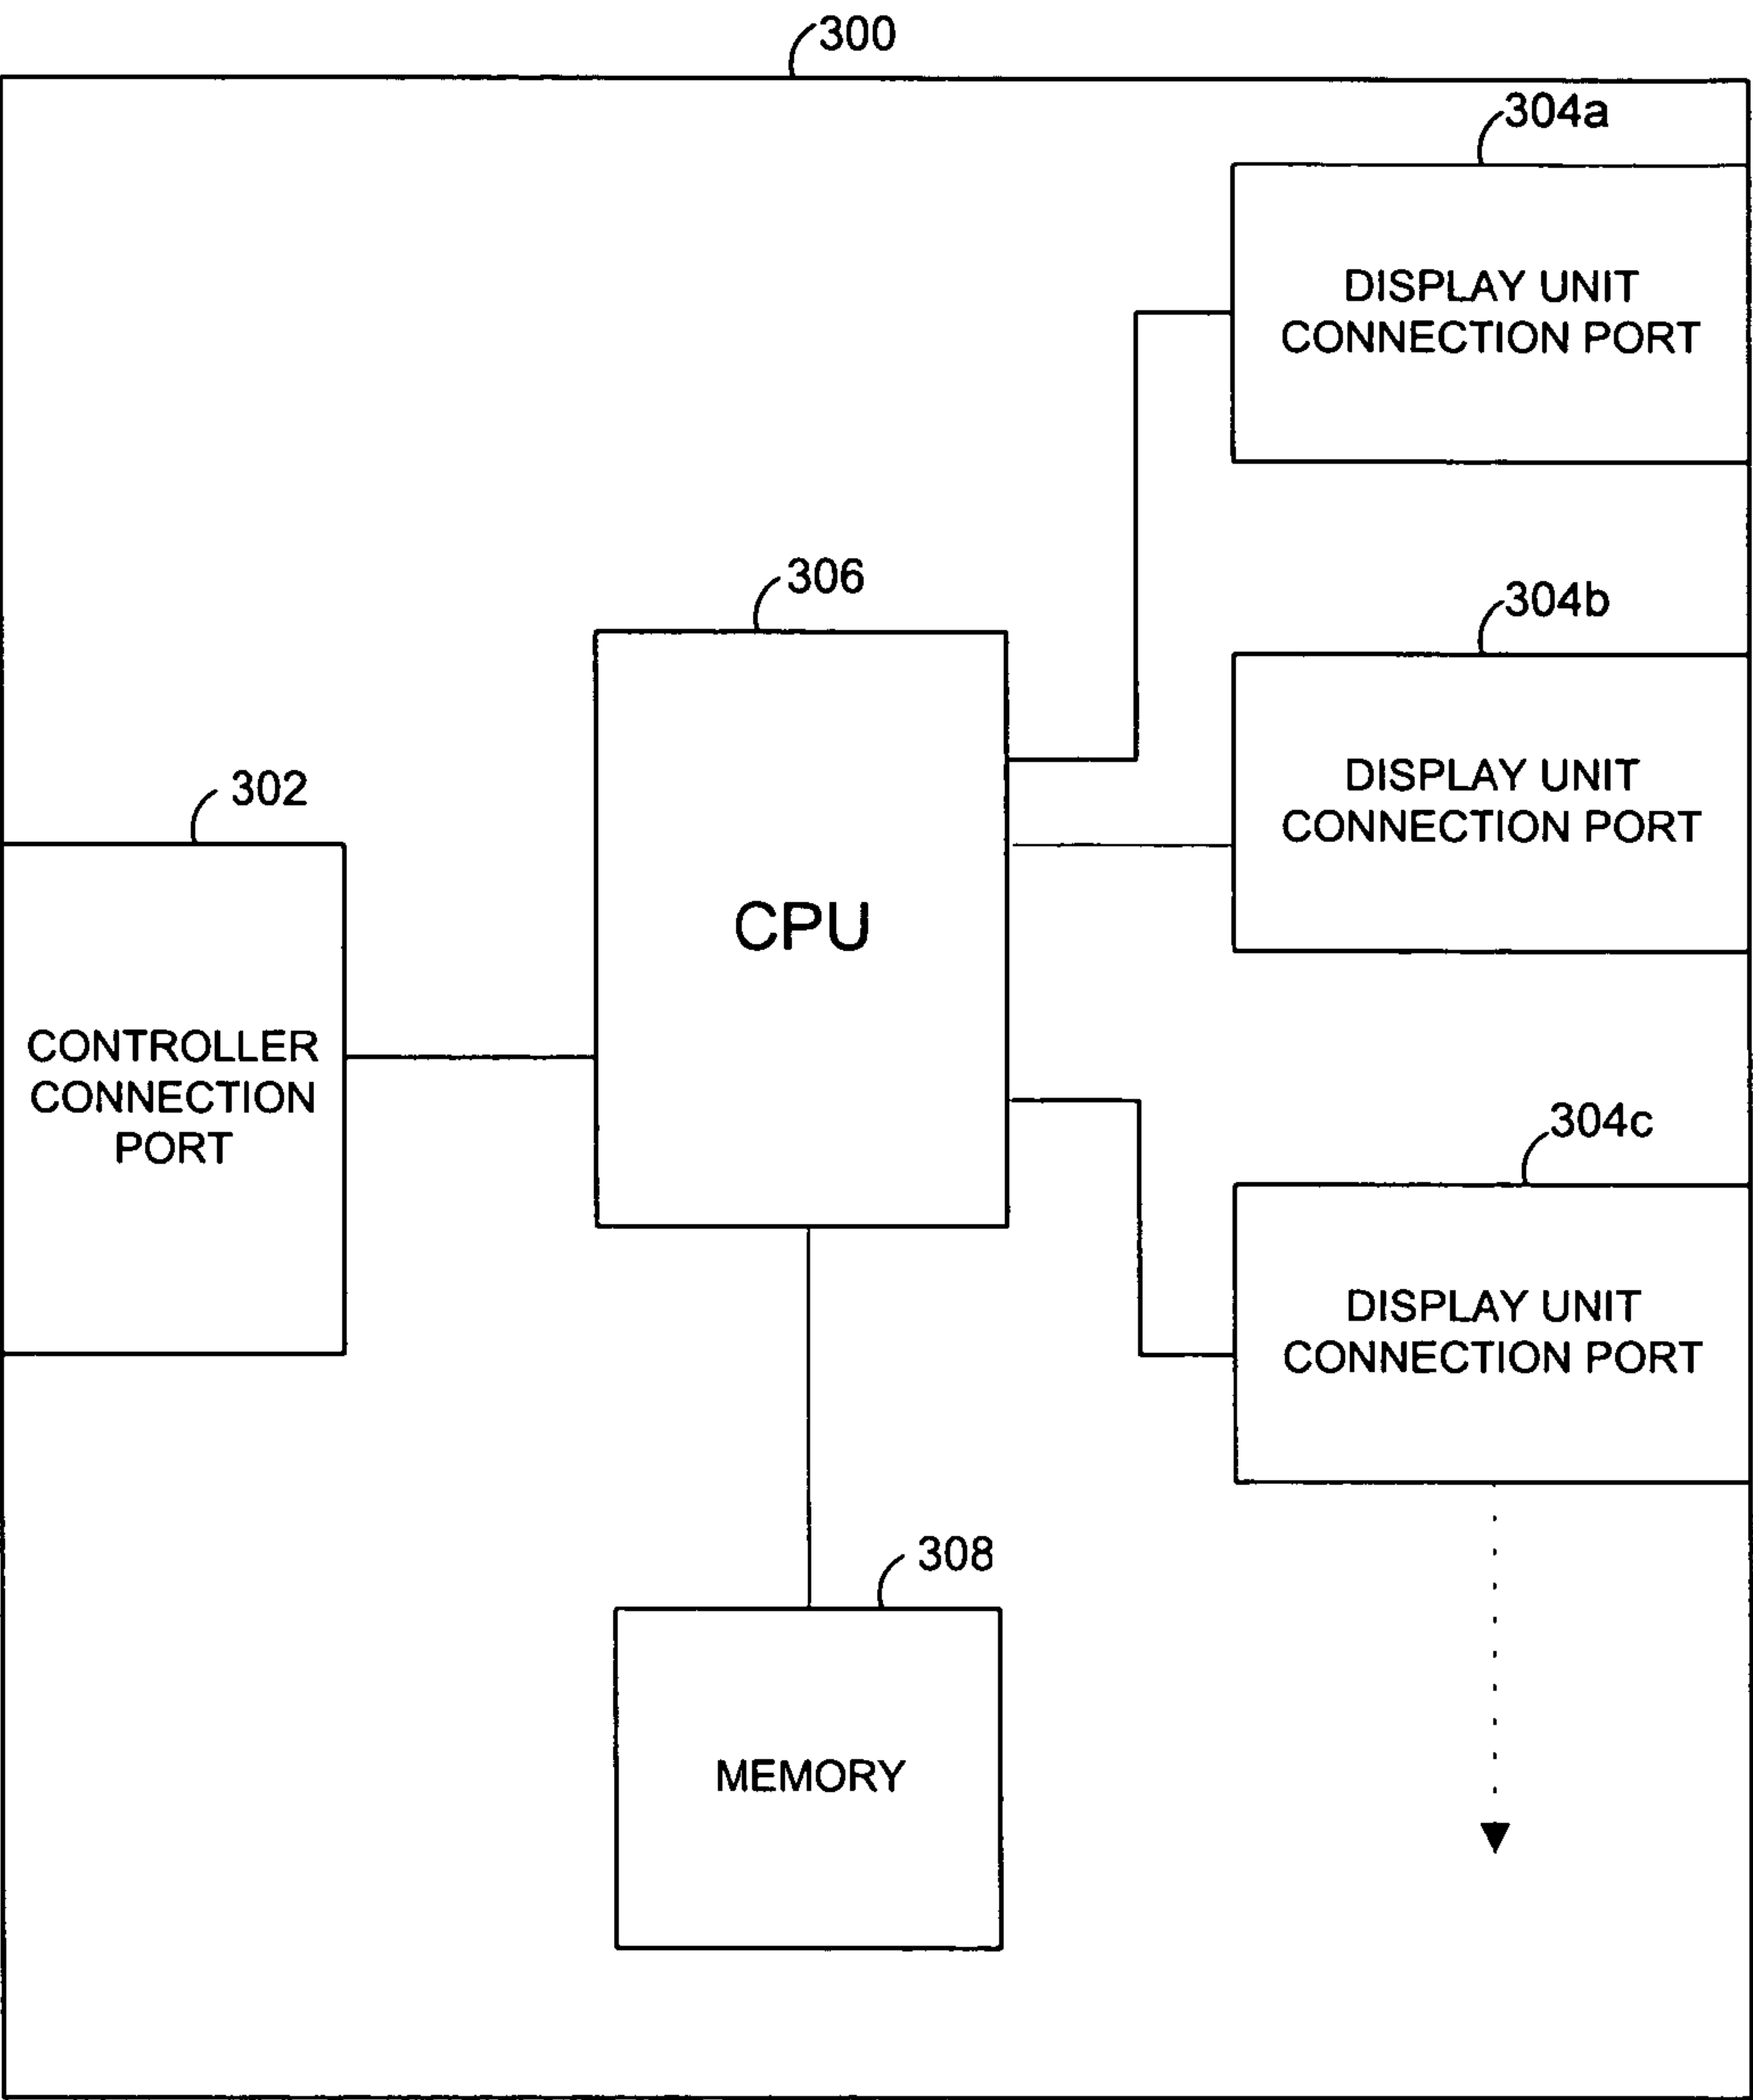 300
304a
DISPLAY UNIT
CONNECTION PORT
306
304b
DISPLAY UNIT
CONNECTION PORT
302
CPU
CONTROLLER
CONNECTION
PORT
304c
DISPLAY UNIT
CONNECTION PORT
308
MEMORY